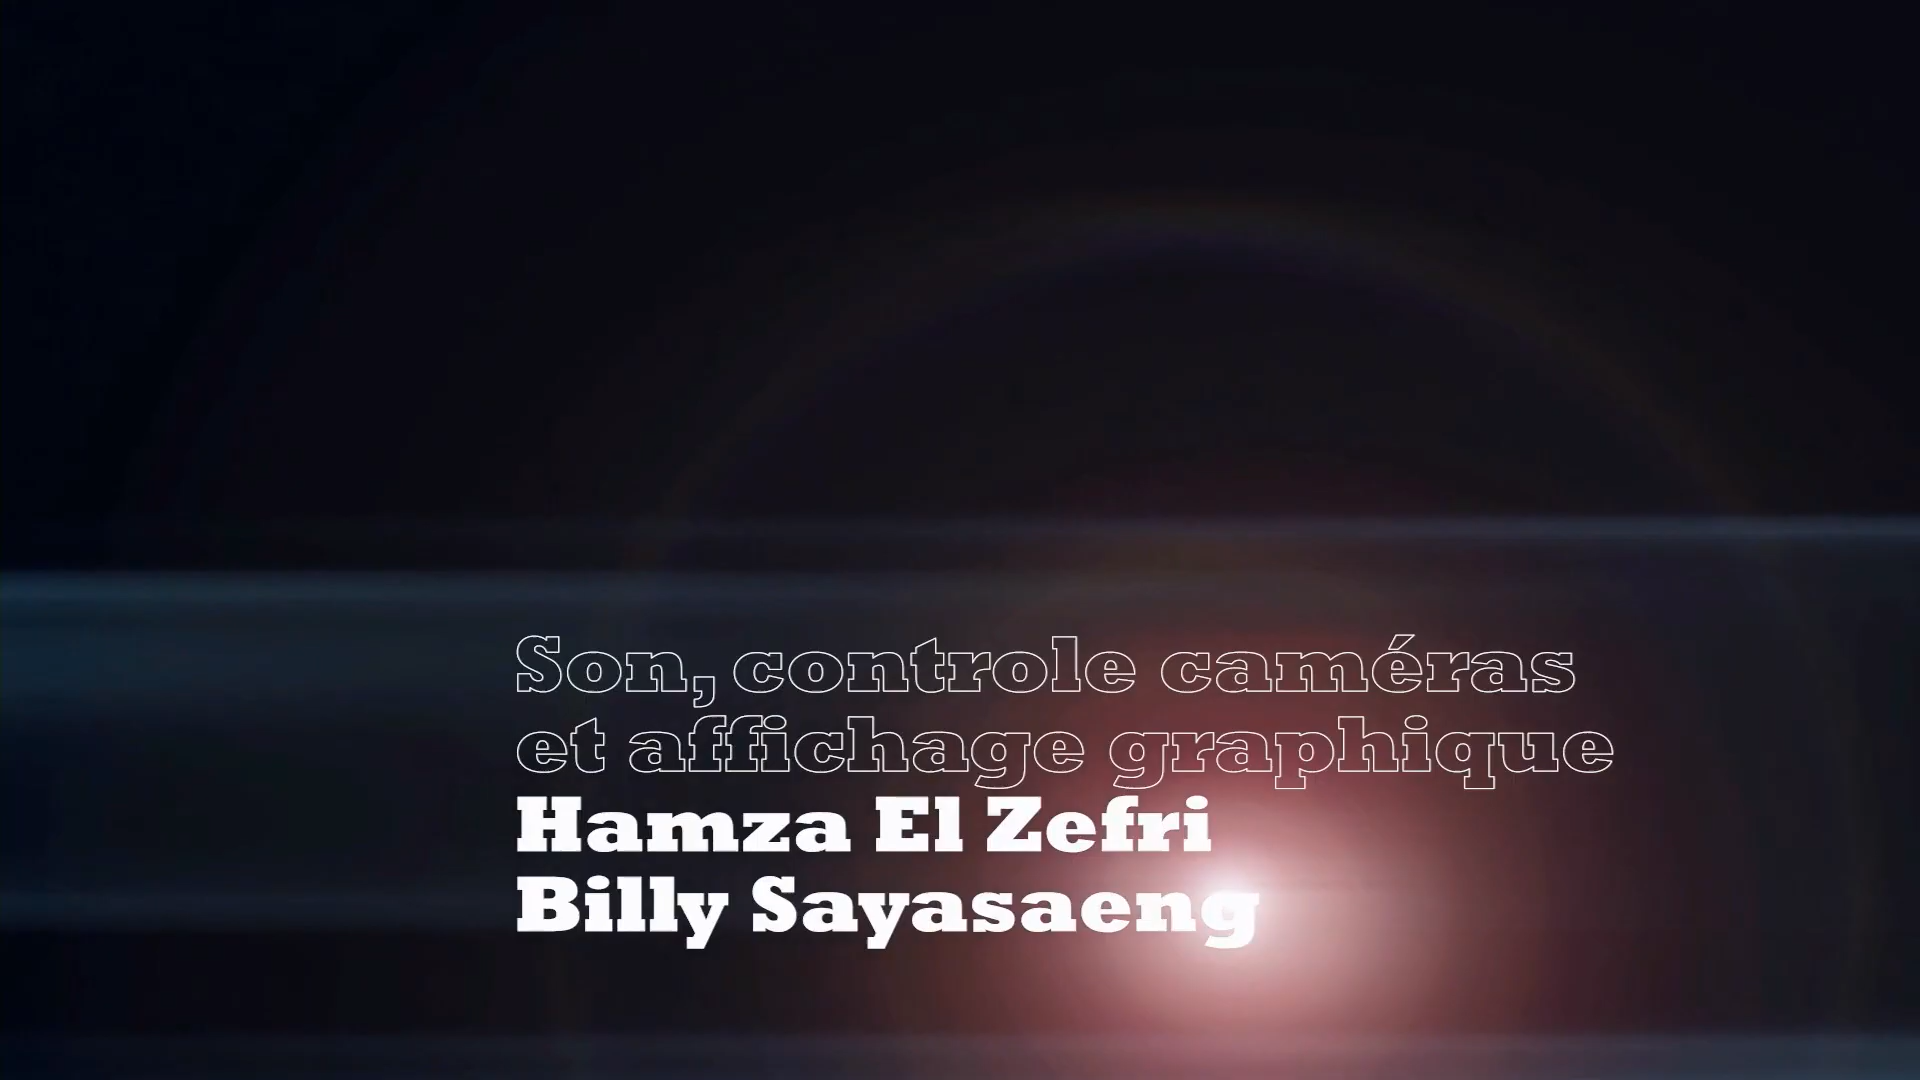 Son, controle caméras
et affichage graphique
Hamza El Zefri
Billy Sayasaeng